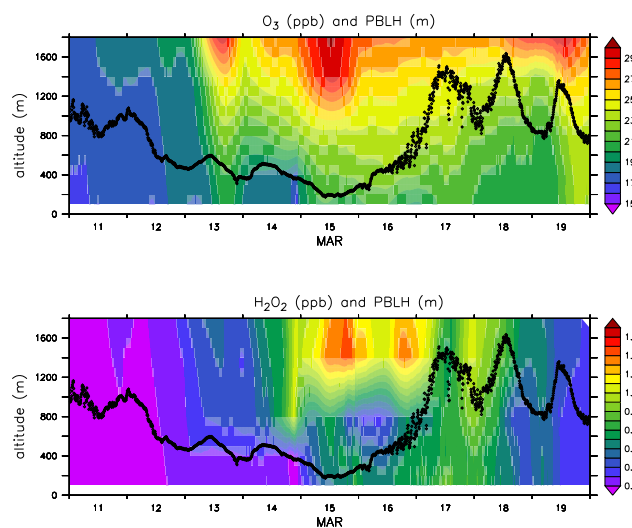 O₃ (ppb) and PBLH (m)
altitude (m)
1600
1200
800
400
0
11 12 13 14 15 16 17 18 19
MAR
29
27
25
23
21
19
17
15
H₂O₂ (ppb) and PBLH (m)
altitude (m)
1600
1200
800
400
0
11 12 13 14 15 16 17 18 19
MAR